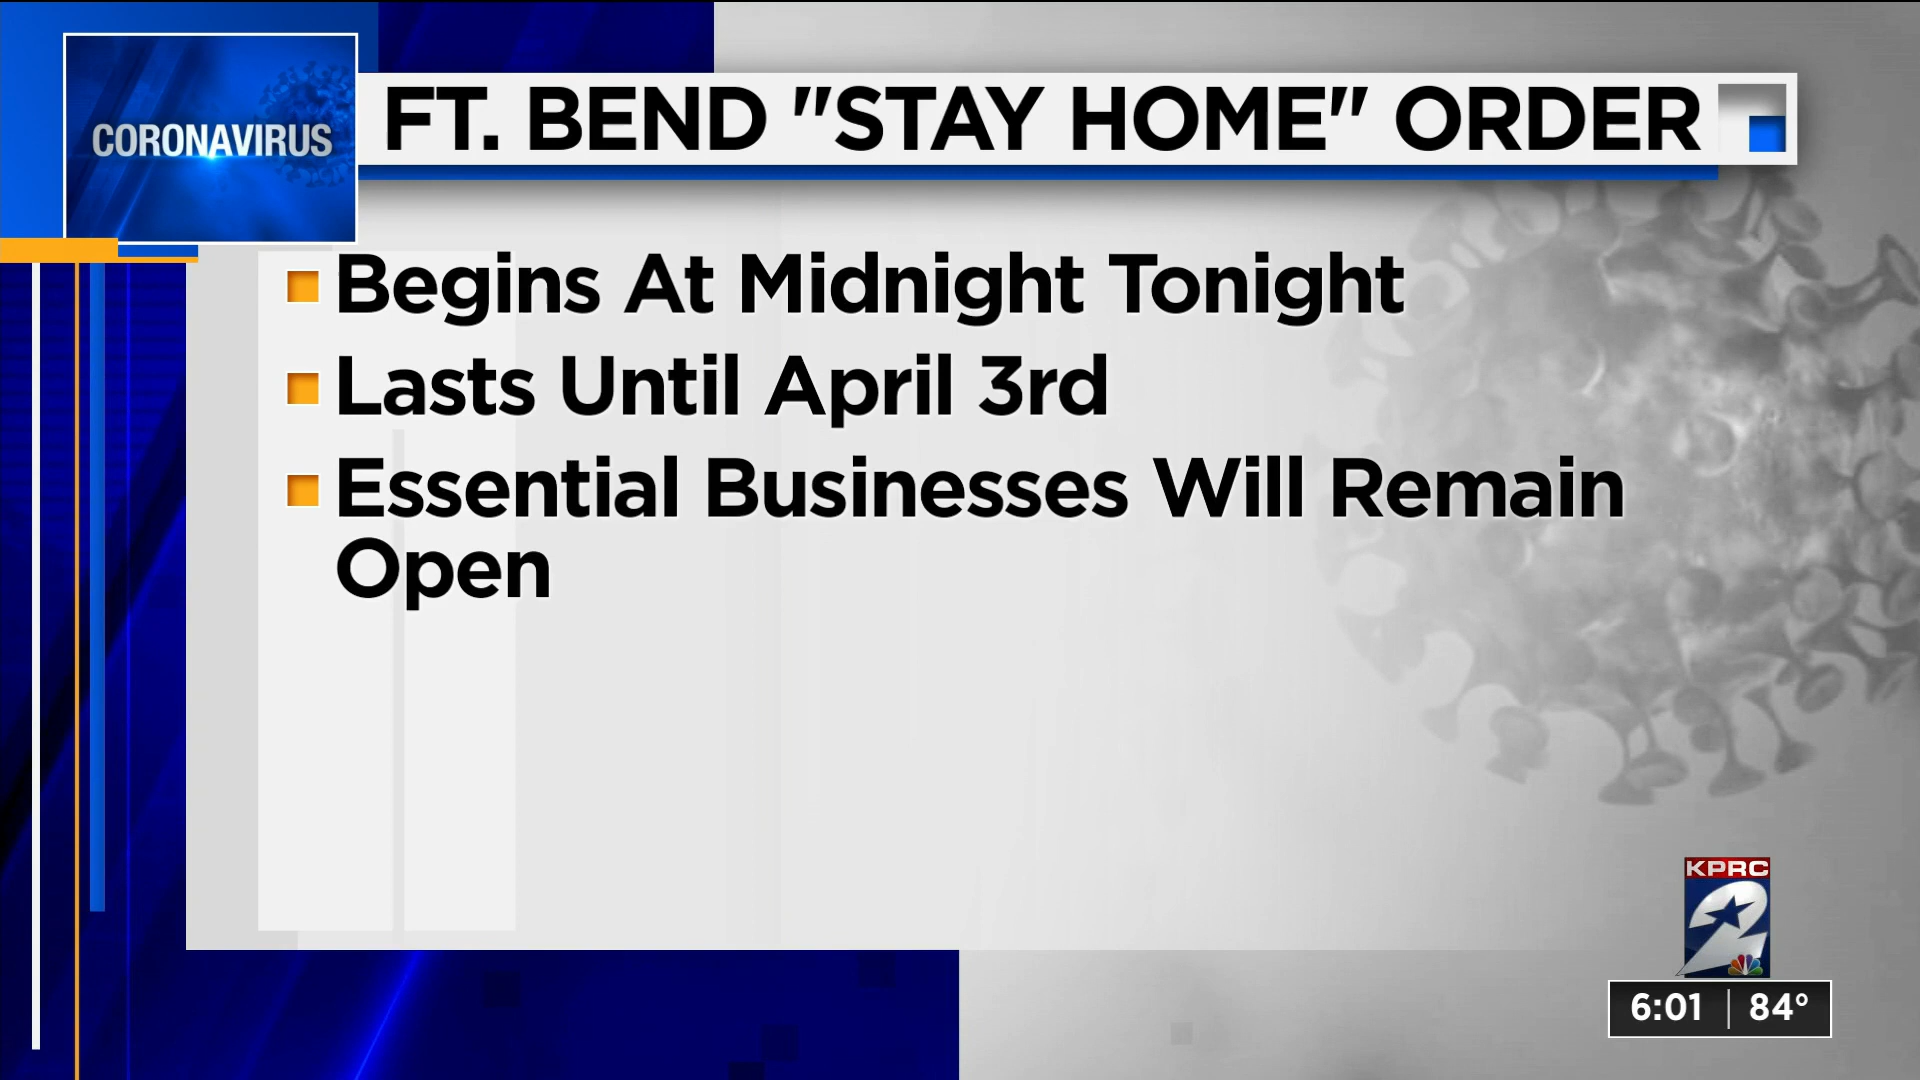 CORONAVIRUS
FT. BEND "STAY HOME" ORDER
Begins At Midnight Tonight
Lasts Until April 3rd
Essential Businesses Will Remain
Open
KPRC
2
6:01 84°